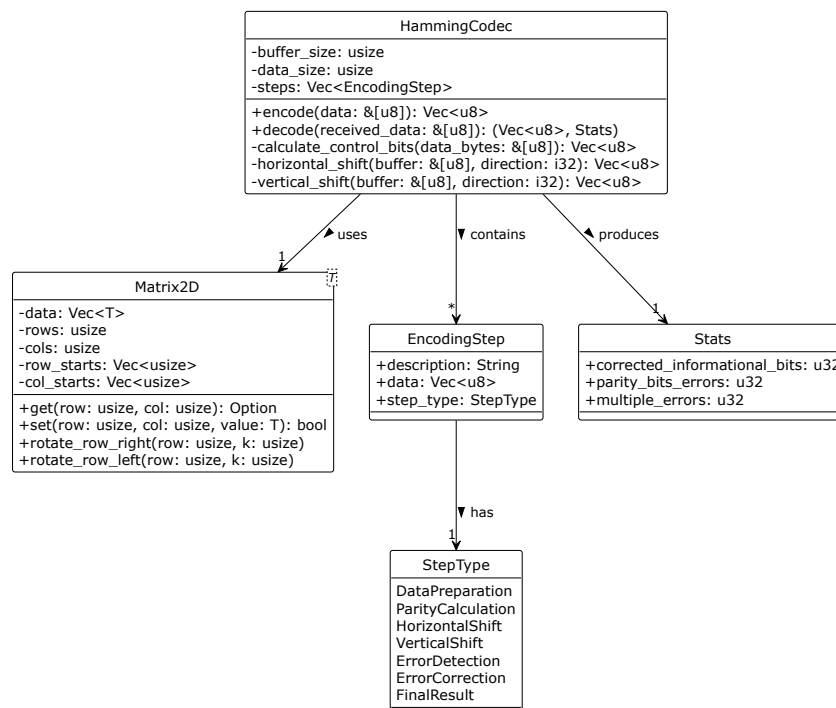 HammingCodec
-buffer_size: usize
-data_size: usize
-steps: Vec<EncodingStep>
+encode(data: &[u8]): Vec<u8>
+decode(received_data: &[u8]): (Vec<u8>, Stats)
-calculate_control_bits(data_bytes: &[u8]): Vec<u8>
-horizontal_shift(buffer: &[u8], direction: i32): Vec<u8>
-vertical_shift(buffer: &[u8], direction: i32): Vec<u8>
uses
contains
produces
1
*
1
T
Matrix2D
-data: Vec<T>
-rows: usize
-cols: usize
-row_starts: Vec<usize>
-col_starts: Vec<usize>
+get(row: usize, col: usize): Option
+set(row: usize, col: usize, value: T): bool
+rotate_row_right(row: usize, k: usize)
+rotate_row_left(row: usize, k: usize)
EncodingStep
+description: String
+data: Vec<u8>
+step_type: StepType
Stats
+corrected_informational_bits: u32
+parity_bits_errors: u32
+multiple_errors: u32
has
1
StepType
DataPreparation
ParityCalculation
HorizontalShift
VerticalShift
ErrorDetection
ErrorCorrection
FinalResult